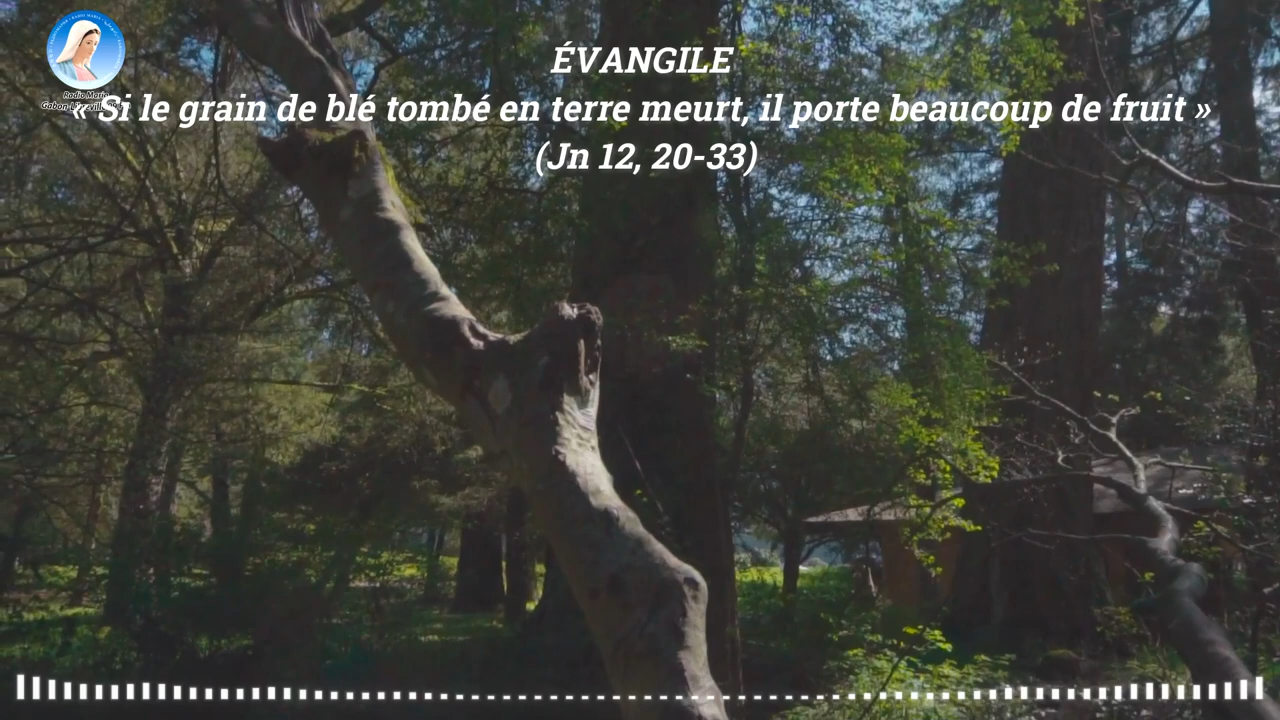 ÉVANGILE
« Si le grain de blé tombé en terre meurt, il porte beaucoup de fruit »
(Jn 12, 20-33)
Radio Maria